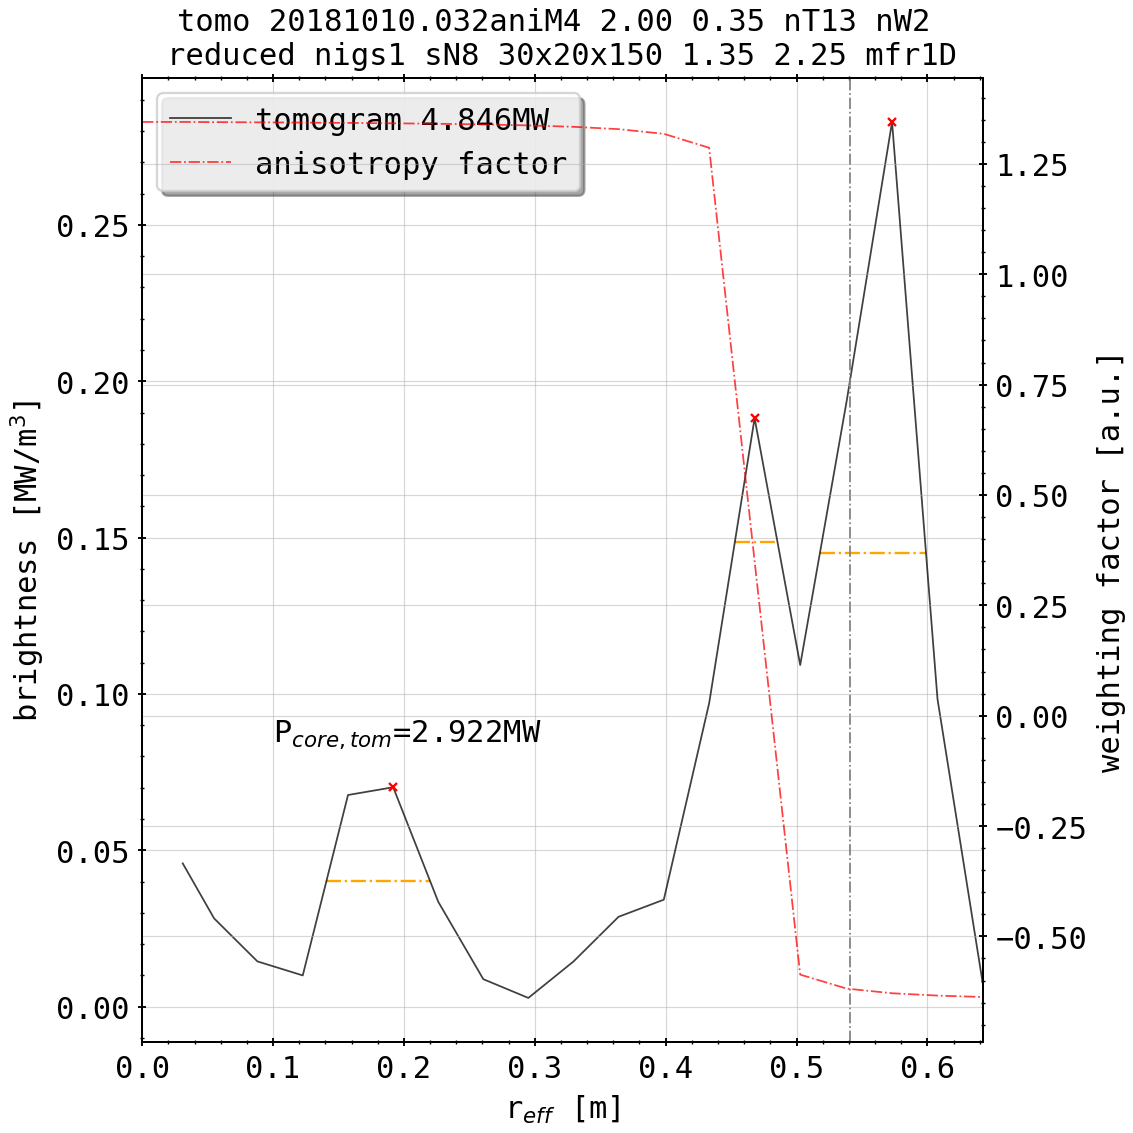 tomo 20181010.032aniM4 2.00 0.35 nT13 nW2
reduced nigs1 sN8 30x20x150 1.35 2.25 mfr1D
tomogram 4.846MW
anisotropy factor
0.25
0.20
0.15
0.10
0.05
0.00
brightness [MW/m³]
P_core,tom=2.922MW
1.25
1.00
0.75
0.50
0.25
0.00
−0.25
−0.50
weighting factor [a.u.]
0.0 0.1 0.2 0.3 0.4 0.5 0.6
r_eff [m]